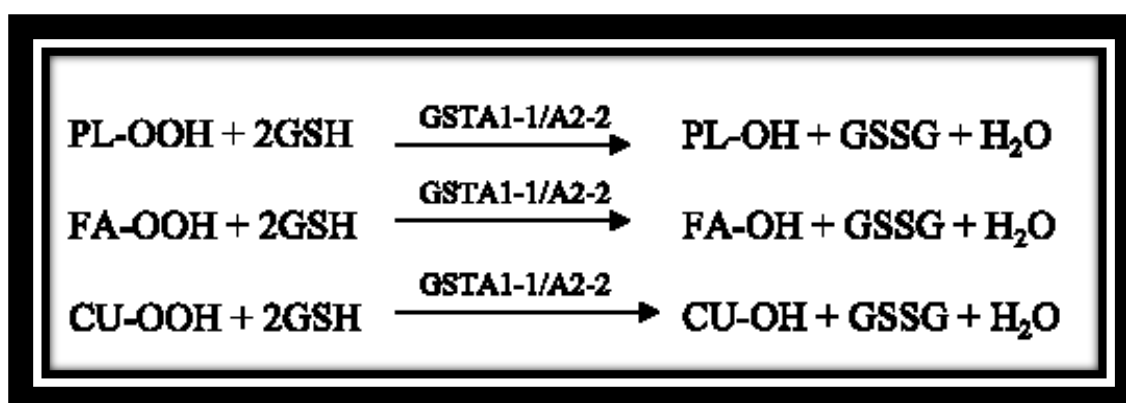 GSTA1-1/A2-2
PL-OOH + 2GSH PL-OH + GSSG + H₂O
GSTA1-1/A2-2
FA-OOH + 2GSH FA-OH + GSSG + H₂O
GSTA1-1/A2-2
CU-OOH + 2GSH CU-OH + GSSG + H₂O